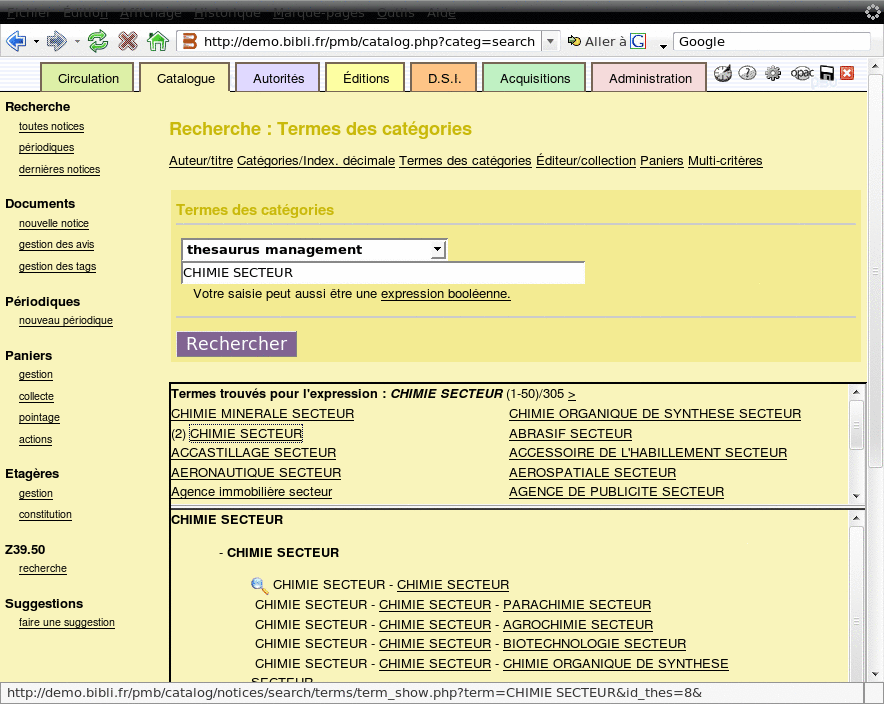 Fichier Édition Affichage Historique Marque-pages Outils Aide
http://demo.bibli.fr/pmb/catalog.php?categ=search Aller à G Google
Circulation Catalogue Autorités Éditions D.S.I. Acquisitions Administration opac
Recherche
toutes notices
périodiques
dernières notices
Documents
nouvelle notice
gestion des avis
gestion des tags
Périodiques
nouveau périodique
Paniers
gestion
collecte
pointage
actions
Etagères
gestion
constitution
Z39.50
recherche
Suggestions
faire une suggestion
Recherche : Termes des catégories
Auteur/titre Catégories/Index. décimale Termes des catégories Éditeur/collection Paniers Multi-critères
Termes des catégories
thesaurus management
CHIMIE SECTEUR
Votre saisie peut aussi être une expression booléenne.
Rechercher
Termes trouvés pour l'expression : CHIMIE SECTEUR (1-50)/305 >
CHIMIE MINERALE SECTEUR CHIMIE ORGANIQUE DE SYNTHESE SECTEUR
(2) CHIMIE SECTEUR ABRASIF SECTEUR
ACCASTILLAGE SECTEUR ACCESSOIRE DE L'HABILLEMENT SECTEUR
AERONAUTIQUE SECTEUR AEROSPATIALE SECTEUR
Agence immobilière secteur AGENCE DE PUBLICITE SECTEUR
CHIMIE SECTEUR
- CHIMIE SECTEUR
CHIMIE SECTEUR - CHIMIE SECTEUR
CHIMIE SECTEUR - CHIMIE SECTEUR - PARACHIMIE SECTEUR
CHIMIE SECTEUR - CHIMIE SECTEUR - AGROCHIMIE SECTEUR
CHIMIE SECTEUR - CHIMIE SECTEUR - BIOTECHNOLOGIE SECTEUR
CHIMIE SECTEUR - CHIMIE SECTEUR - CHIMIE ORGANIQUE DE SYNTHESE
SECTEUR
http://demo.bibli.fr/pmb/catalog/notices/search/terms/term_show.php?term=CHIMIE SECTEUR&id_thes=8&